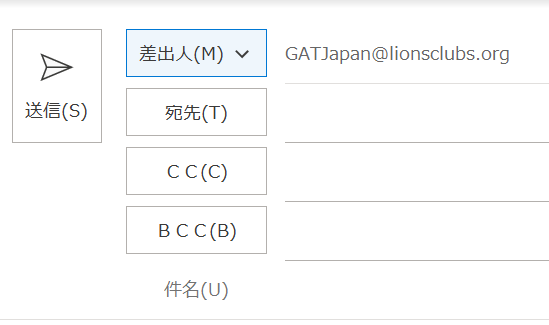 差出人(M) GATJapan@lionsclubs.org
送信(S)
宛先(T)
ＣＣ(C)
ＢＣＣ(B)
件名(U)